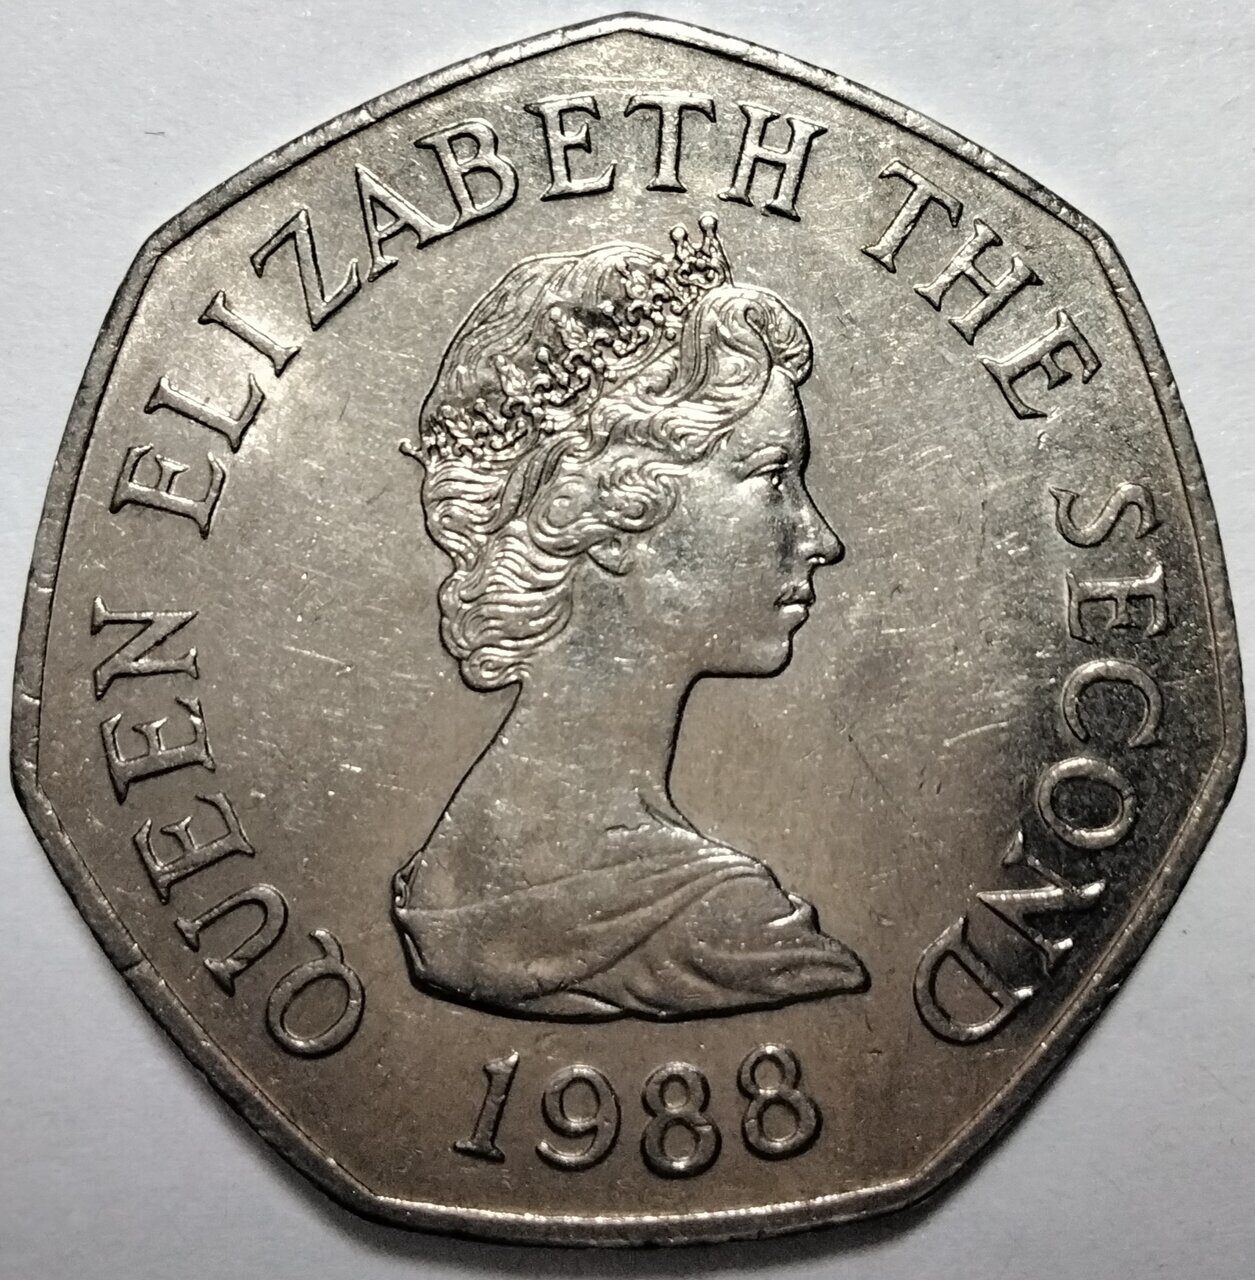 QUEEN ELIZABETH THE SECOND
1988